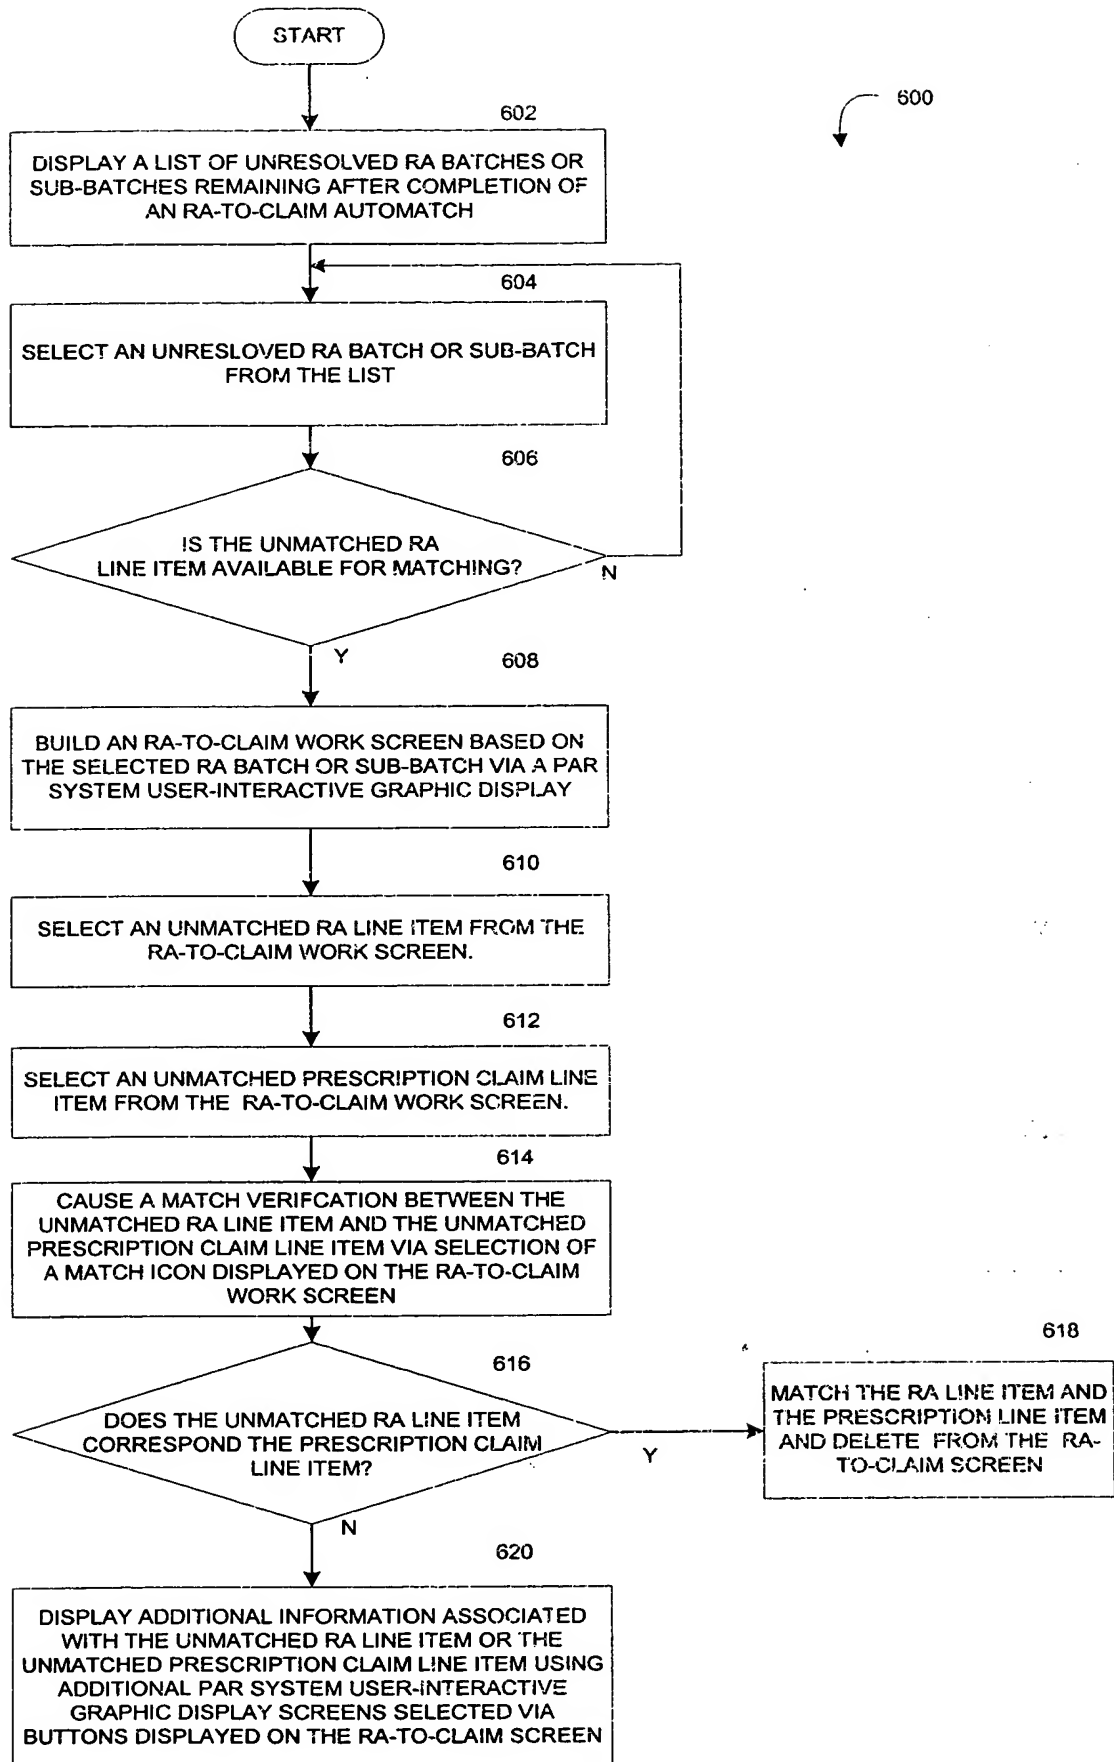 START
600
602
DISPLAY A LIST OF UNRESOLVED RA BATCHES OR
SUB-BATCHES REMAINING AFTER COMPLETION OF
AN RA-TO-CLAIM AUTOMATCH
604
SELECT AN UNRESLOVED RA BATCH OR SUB-BATCH
FROM THE LIST
606
IS THE UNMATCHED RA
LINE ITEM AVAILABLE FOR MATCHING?
N
Y
608
BUILD AN RA-TO-CLAIM WORK SCREEN BASED ON
THE SELECTED RA BATCH OR SUB-BATCH VIA A PAR
SYSTEM USER-INTERACTIVE GRAPHIC DISPLAY
610
SELECT AN UNMATCHED RA LINE ITEM FROM THE
RA-TO-CLAIM WORK SCREEN.
612
SELECT AN UNMATCHED PRESCRIPTION CLAIM LINE
ITEM FROM THE RA-TO-CLAIM WORK SCREEN.
614
CAUSE A MATCH VERIFCATION BETWEEN THE
UNMATCHED RA LINE ITEM AND THE UNMATCHED
PRESCRIPTION CLAIM LINE ITEM VIA SELECTION OF
A MATCH ICON DISPLAYED ON THE RA-TO-CLAIM
WORK SCREEN
616
DOES THE UNMATCHED RA LINE ITEM
CORRESPOND THE PRESCRIPTION CLAIM
LINE ITEM?
Y
N
618
MATCH THE RA LINE ITEM AND
THE PRESCRIPTION LINE ITEM
AND DELETE FROM THE RA-
TO-CLAIM SCREEN
620
DISPLAY ADDITIONAL INFORMATION ASSOCIATED
WITH THE UNMATCHED RA LINE ITEM OR THE
UNMATCHED PRESCRIPTION CLAIM LINE ITEM USING
ADDITIONAL PAR SYSTEM USER-INTERACTIVE
GRAPHIC DISPLAY SCREENS SELECTED VIA
BUTTONS DISPLAYED ON THE RA-TO-CLAIM SCREEN